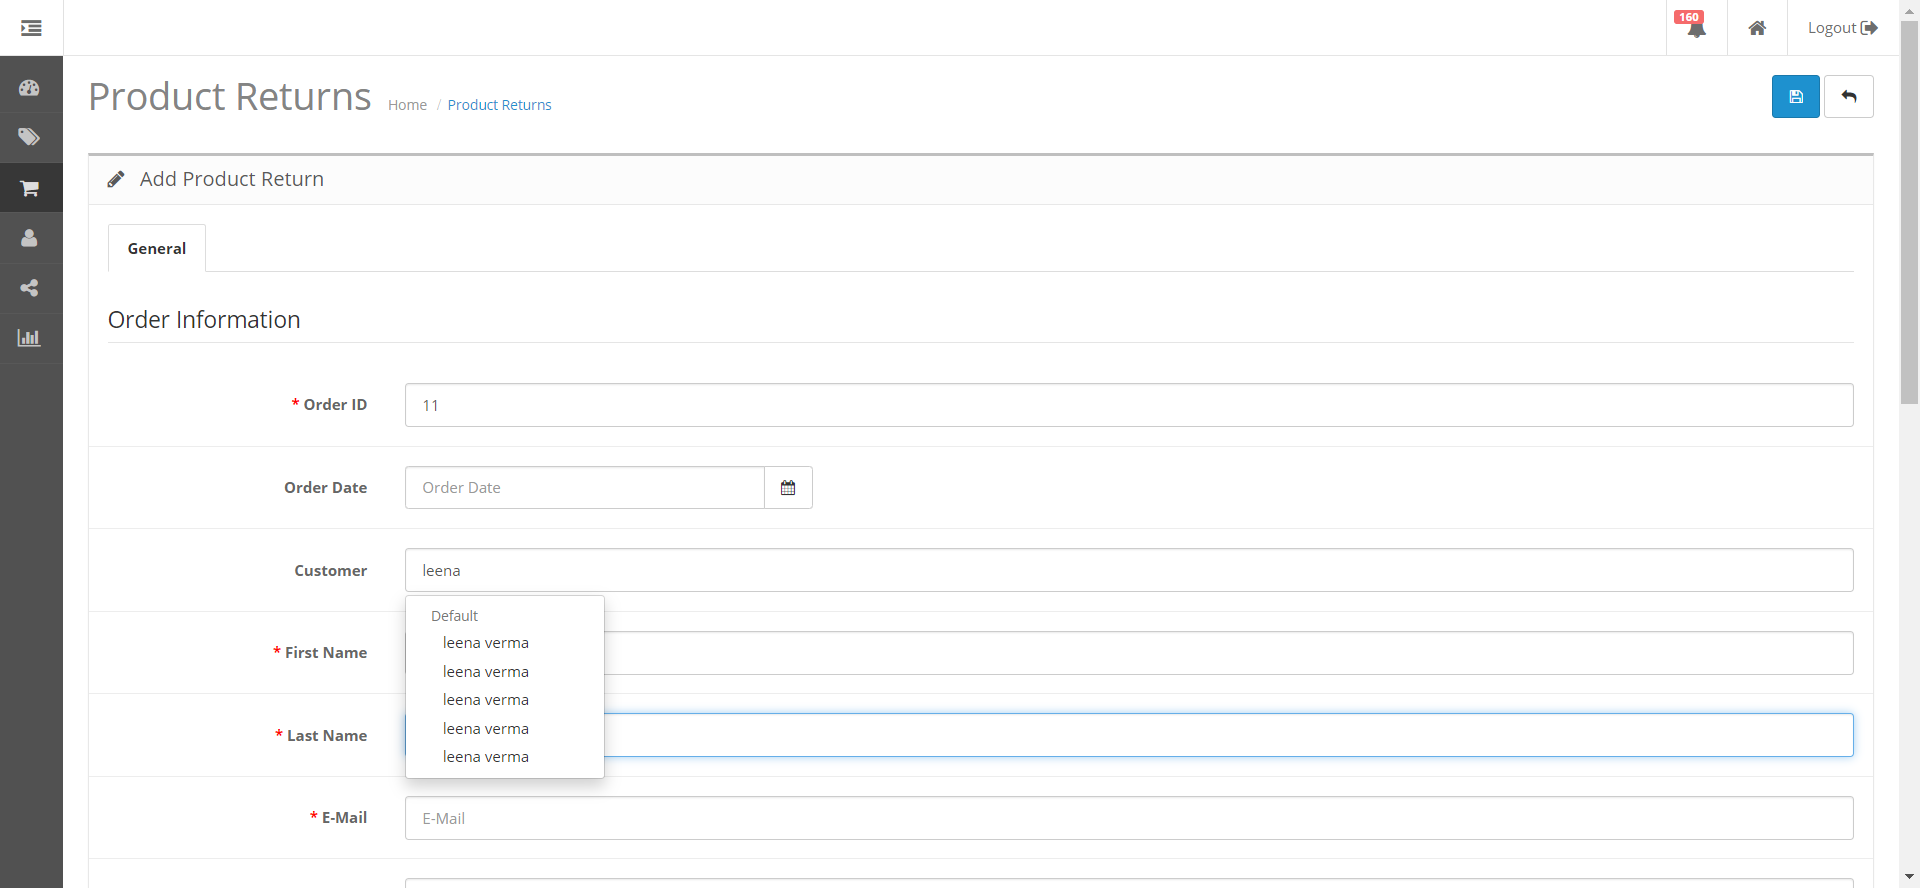 160
Logout
Product Returns
Home / Product Returns
Add Product Return
General
Order Information
* Order ID
11
Order Date
Order Date
Customer
leena
Default
leena verma
leena verma
leena verma
leena verma
leena verma
* First Name
* Last Name
* E-Mail
E-Mail